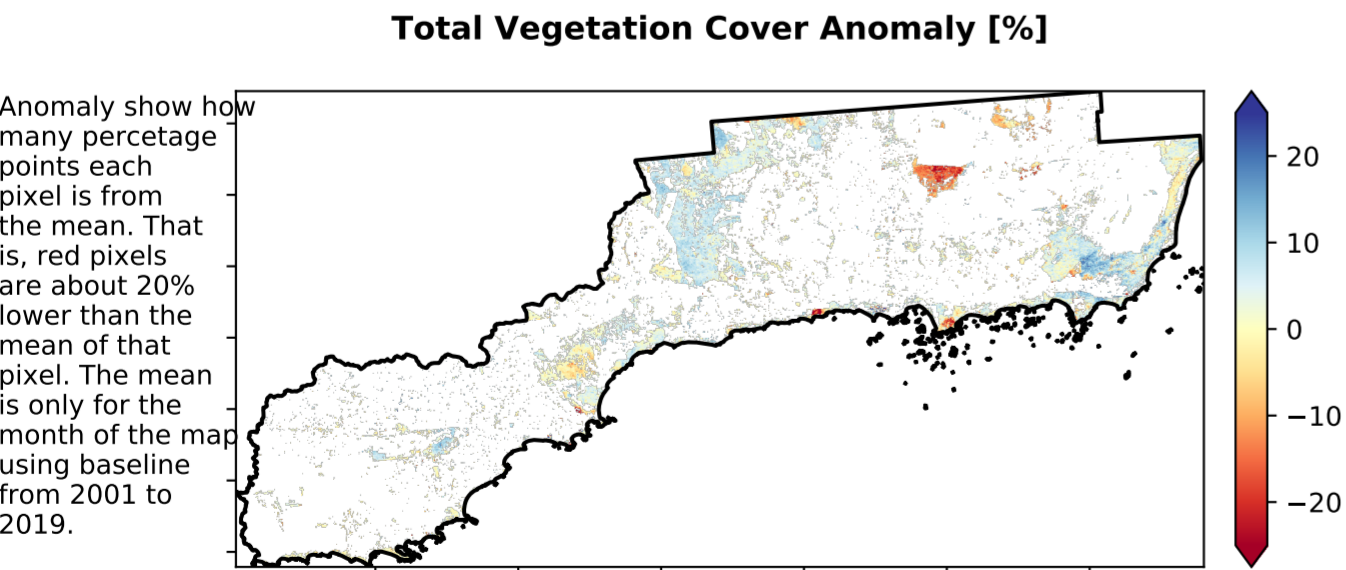 Total Vegetation Cover Anomaly [%]
Anomaly show how
many percetage
points each
pixel is from
the mean. That
is, red pixels
are about 20%
lower than the
mean of that
pixel. The mean
is only for the
month of the map
using baseline
from 2001 to
2019.
20
10
0
−10
−20